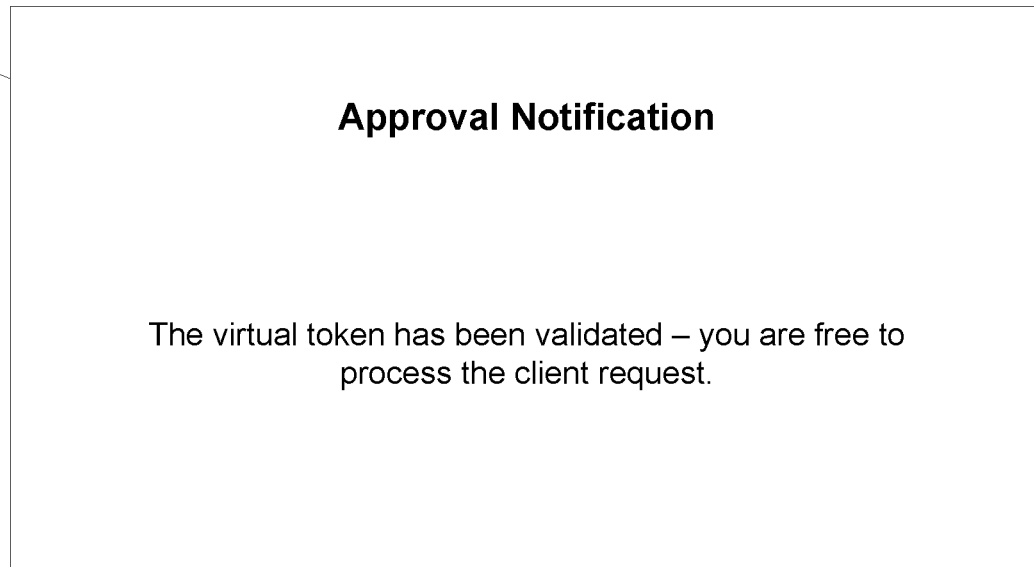 Approval Notification
The virtual token has been validated – you are free to
process the client request.